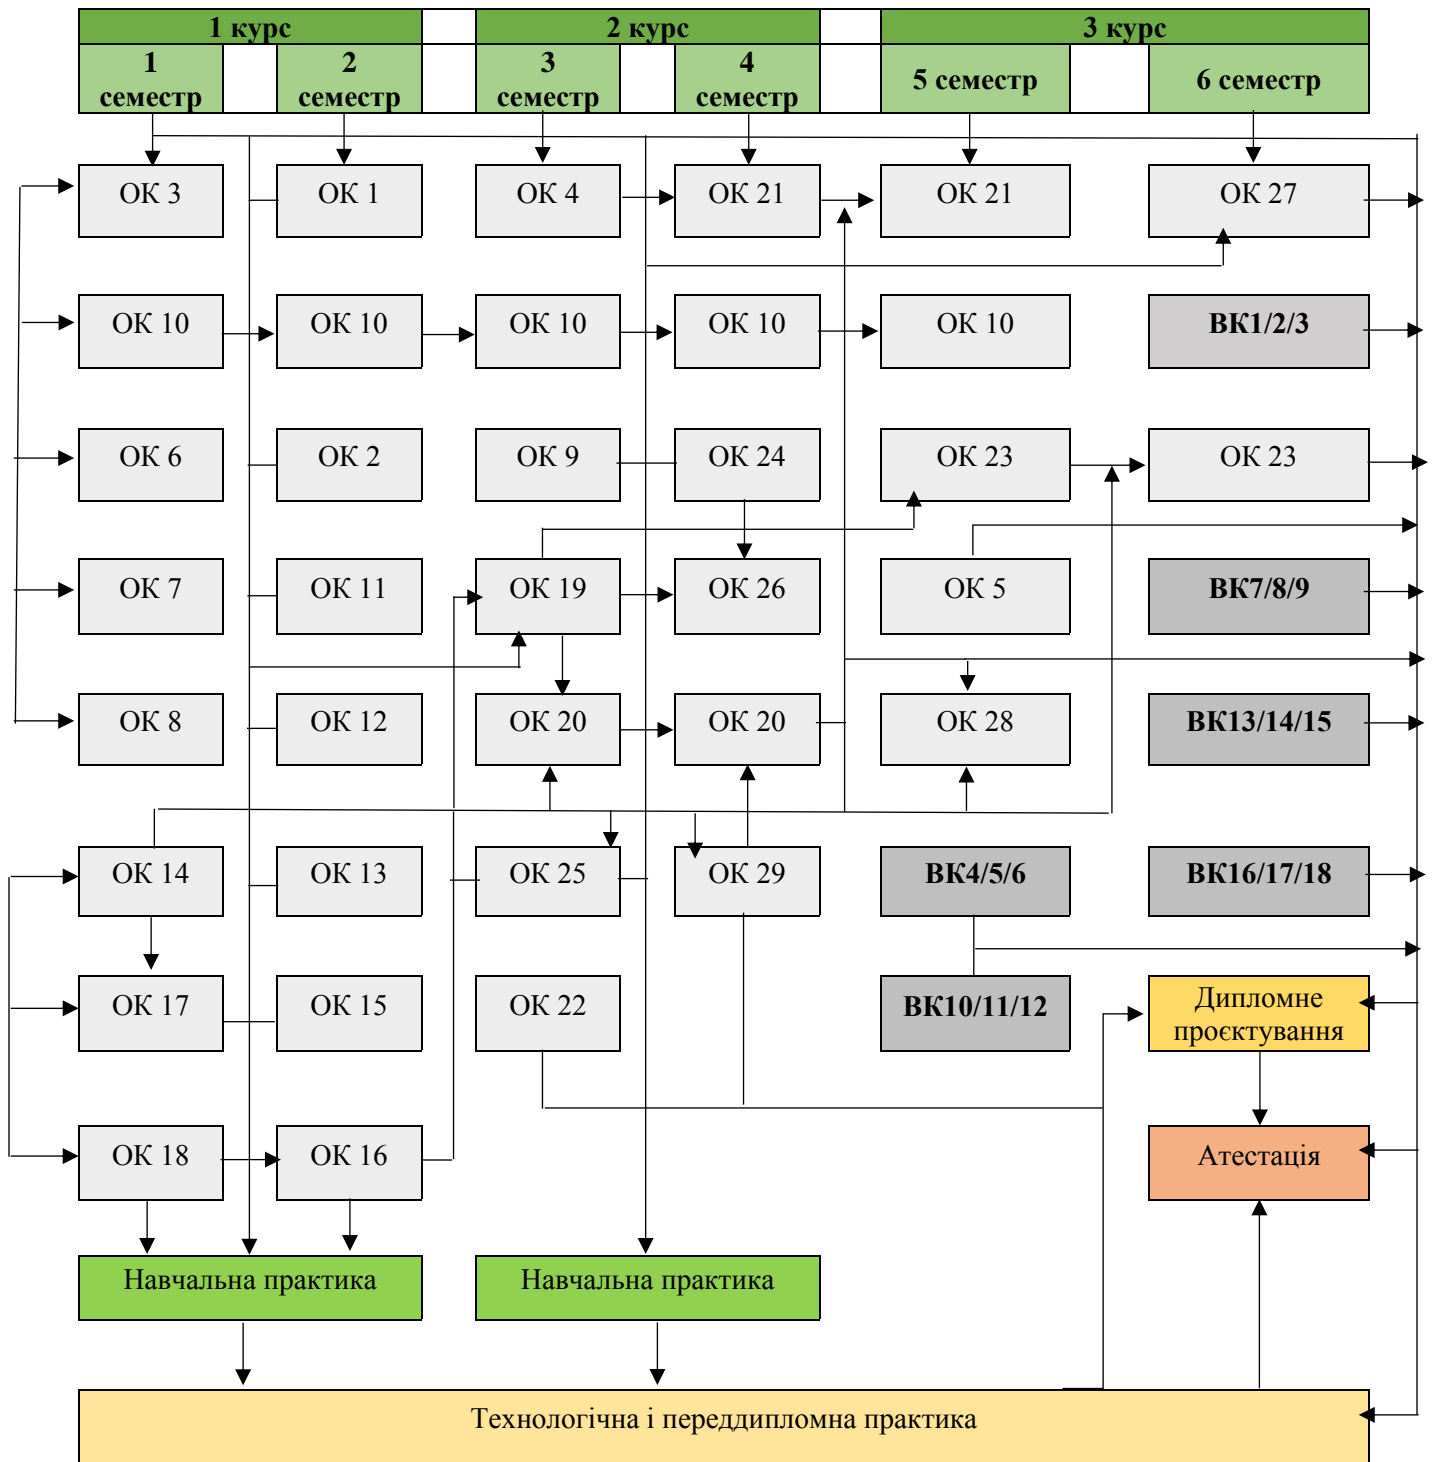 1 курс
2 курс
3 курс
1
семестр
2
семестр
3
семестр
4
семестр
5 семестр
6 семестр
ОК 3
ОК 1
ОК 4
ОК 21
ОК 21
ОК 27
ОК 10
ОК 10
ОК 10
ОК 10
ОК 10
ВК1/2/3
ОК 6
ОК 2
ОК 9
ОК 24
ОК 23
ОК 23
ОК 7
ОК 11
ОК 19
ОК 26
ОК 5
ВК7/8/9
ОК 8
ОК 12
ОК 20
ОК 20
ОК 28
ВК13/14/15
ОК 14
ОК 13
ОК 25
ОК 29
ВК4/5/6
ВК16/17/18
ОК 17
ОК 15
ОК 22
ВК10/11/12
Дипломне
проєктування
ОК 18
ОК 16
Атестація
Навчальна практика
Навчальна практика
Технологічна і переддипломна практика